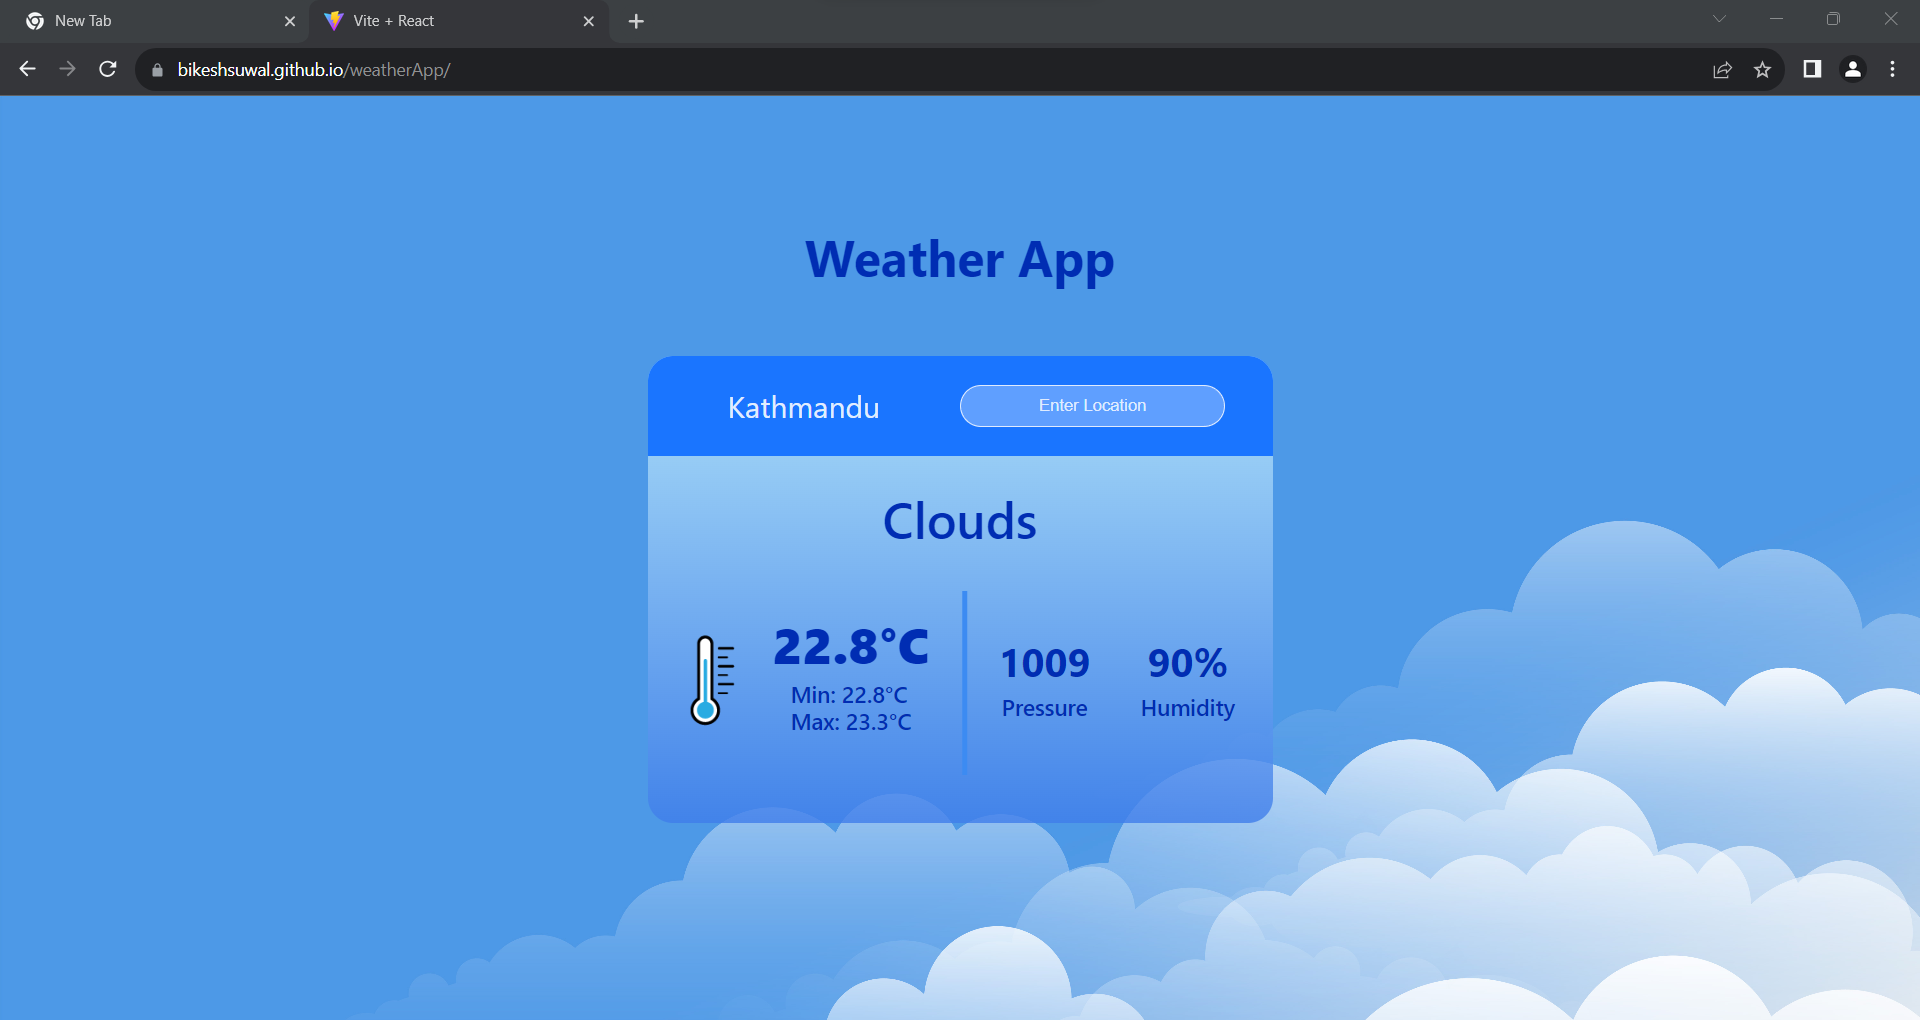 New Tab
Vite + React
bikeshsuwal.github.io/weatherApp/
Weather App
Kathmandu
Enter Location
Clouds
22.8°C
Min: 22.8°C
Max: 23.3°C
1009
Pressure
90%
Humidity